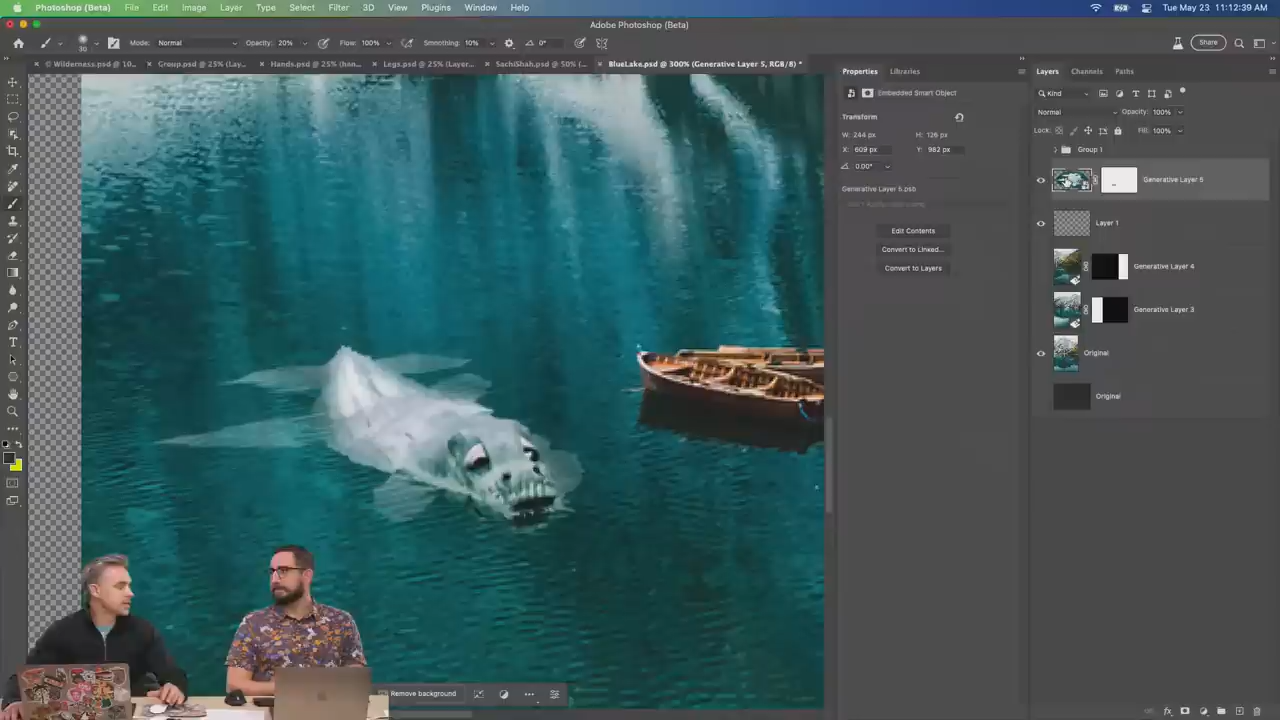 Photoshop (Beta) File Edit Image Layer Type Select Filter 3D View Plugins Window Help Tue May 23 11:12:39 AM
Adobe Photoshop (Beta)
30 Mode: Normal Opacity: 20% Flow: 100% Smoothing: 10% 0° Share
Wilderness.psd @ 10... Group.psd @ 25% (Lay... Hands.psd @ 25% (hon... Legs.psd @ 25% (Layer... SachiShah.psd @ 50% (... BlueLake.psd @ 300% (Generative Layer 5, RGB/8) *
Properties Libraries
Layers Channels Paths
Embedded Smart Object
Kind
Normal Opacity: 100%
Transform
Lock: Fill: 100%
W: 244 px H: 126 px
X: 609 px Y: 982 px
Group 1
0.00°
Generative Layer 5
Generative Layer 5.psb
Layer 1
Edit Contents
Convert to Linked...
Convert to Layers
Generative Layer 4
Generative Layer 3
Original
Original
Remove background